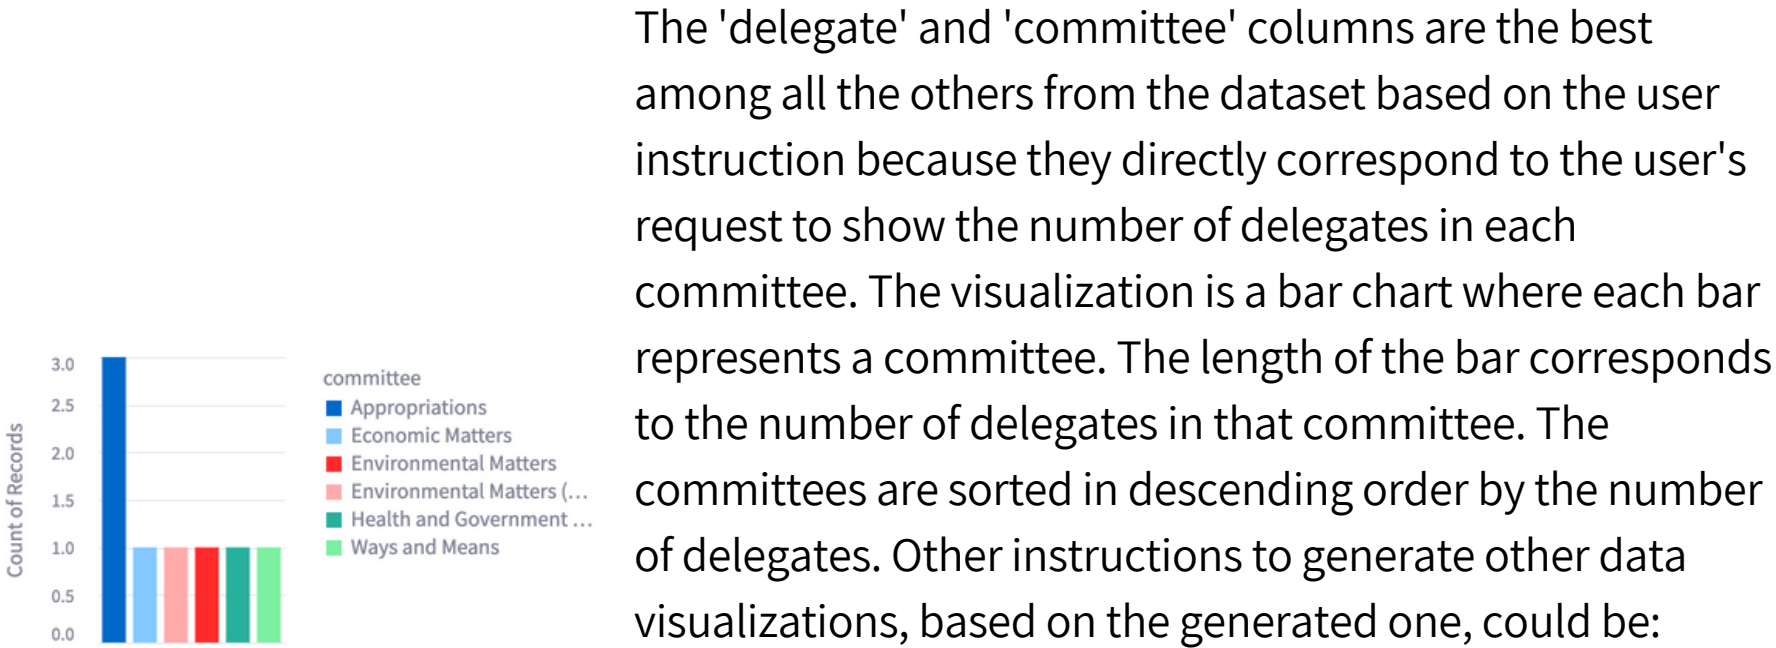 The 'delegate' and 'committee' columns are the best
among all the others from the dataset based on the user
instruction because they directly correspond to the user's
request to show the number of delegates in each
committee. The visualization is a bar chart where each bar
represents a committee. The length of the bar corresponds
to the number of delegates in that committee. The
committees are sorted in descending order by the number
of delegates. Other instructions to generate other data
visualizations, based on the generated one, could be:
Count of Records
3.0
2.5
2.0
1.5
1.0
0.5
0.0
committee
Appropriations
Economic Matters
Environmental Matters
Environmental Matters (…
Health and Government …
Ways and Means